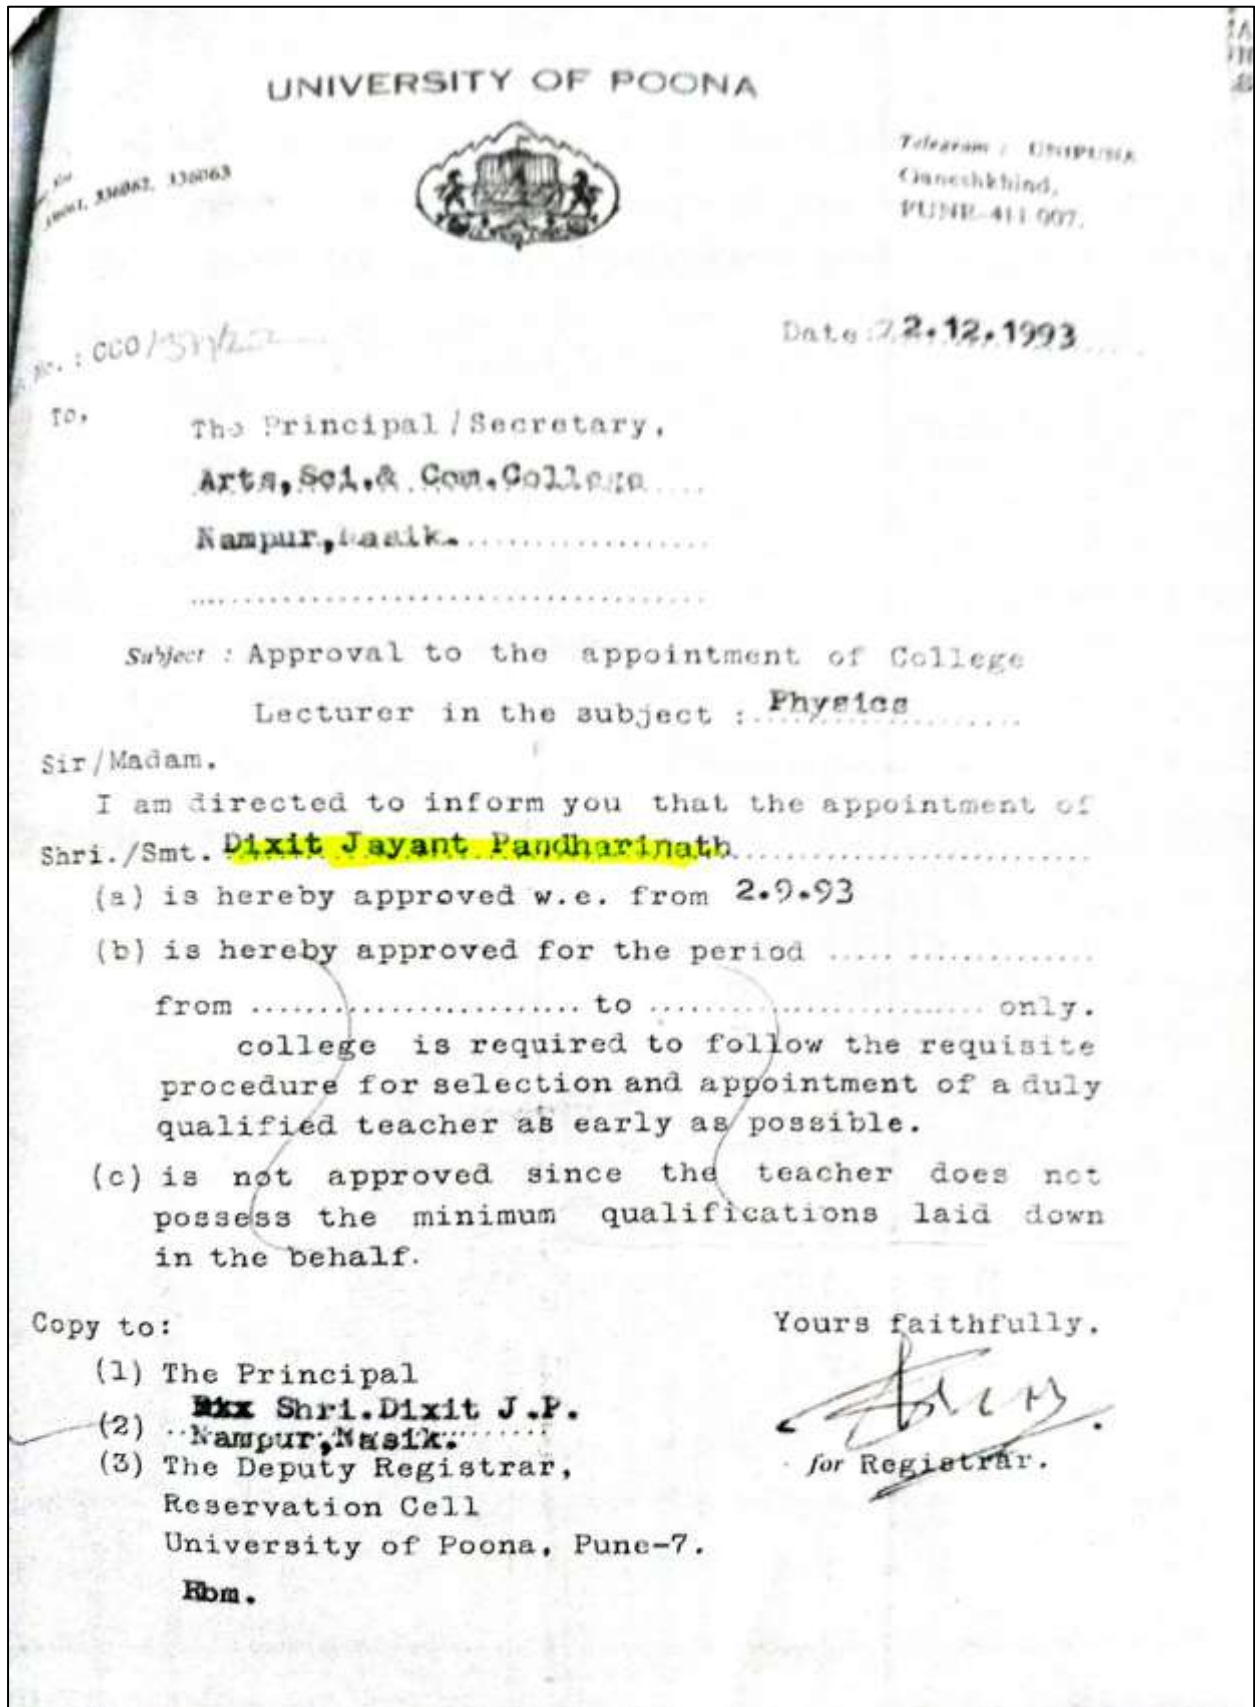 UNIVERSITY OF POONA
336062, 336063
Telegram : UNIPUNA
Ganeshkhind,
PUNE-411 007.
No. : CCO/
Date : 22.12.1993
To,
The Principal/Secretary,
Arts,Sci.& Com.College
Nampur,Nasik.
Subject : Approval to the appointment of College
Lecturer in the subject : Physics
Sir/Madam.
I am directed to inform you that the appointment of
Shri./Smt. Dixit Jayant Pandharinath
(a) is hereby approved w.e. from 2.9.93
(b) is hereby approved for the period ..... ...............
from ........................ to ........................ only.
college is required to follow the requisite
procedure for selection and appointment of a duly
qualified teacher as early as possible.
(c) is not approved since the teacher does not
possess the minimum qualifications laid down
in the behalf.
Copy to:
Yours faithfully.
(1) The Principal
(2) Shri.Dixit J.P.
Nampur,Nasik.
for Registrar.
(3) The Deputy Registrar,
Reservation Cell
University of Poona, Pune-7.
Hbm.